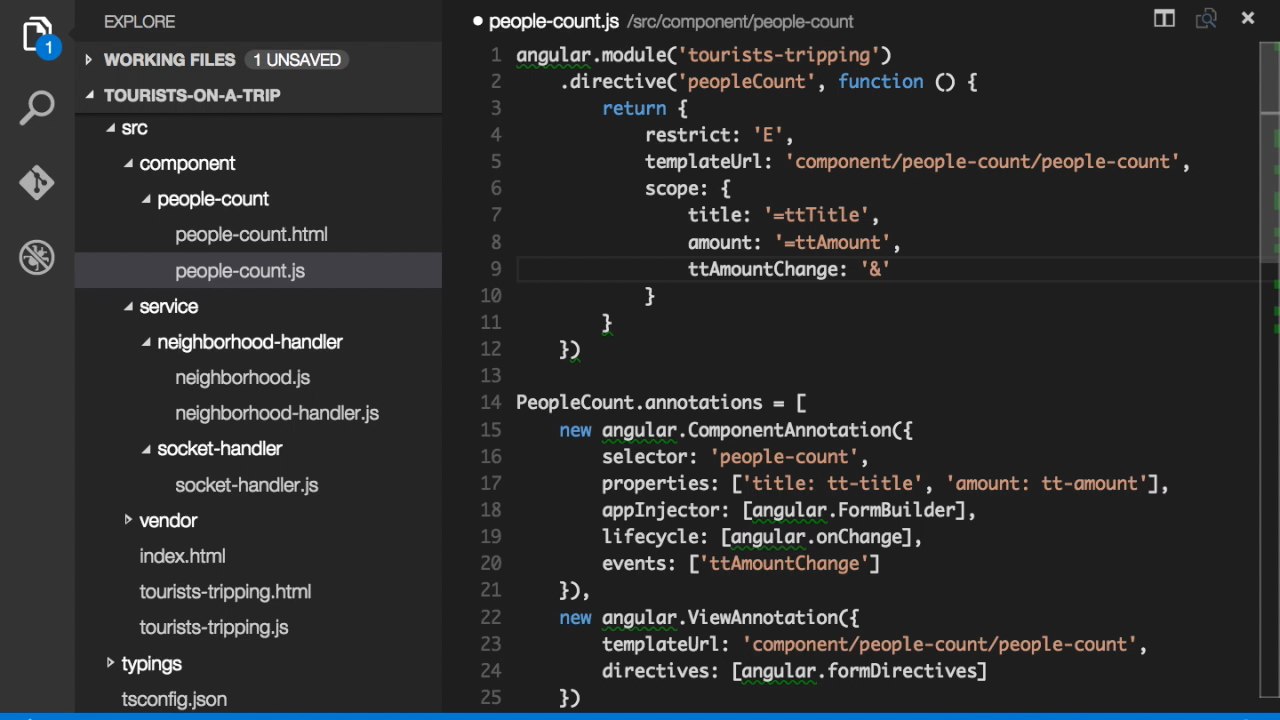 EXPLORE
WORKING FILES 1 UNSAVED
TOURISTS-ON-A-TRIP
src
component
people-count
people-count.html
people-count.js
service
neighborhood-handler
neighborhood.js
neighborhood-handler.js
socket-handler
socket-handler.js
vendor
index.html
tourists-tripping.html
tourists-tripping.js
typings
tsconfig.json
1
people-count.js /src/component/people-count
1 angular.module('tourists-tripping')
2 .directive('peopleCount', function () {
3 return {
4 restrict: 'E',
5 templateUrl: 'component/people-count/people-count',
6 scope: {
7 title: '=ttTitle',
8 amount: '=ttAmount',
9 ttAmountChange: '&'
10 }
11 }
12 })
13
14 PeopleCount.annotations = [
15 new angular.ComponentAnnotation({
16 selector: 'people-count',
17 properties: ['title: tt-title', 'amount: tt-amount'],
18 appInjector: [angular.FormBuilder],
19 lifecycle: [angular.onChange],
20 events: ['ttAmountChange']
21 }),
22 new angular.ViewAnnotation({
23 templateUrl: 'component/people-count/people-count',
24 directives: [angular.formDirectives]
25 })